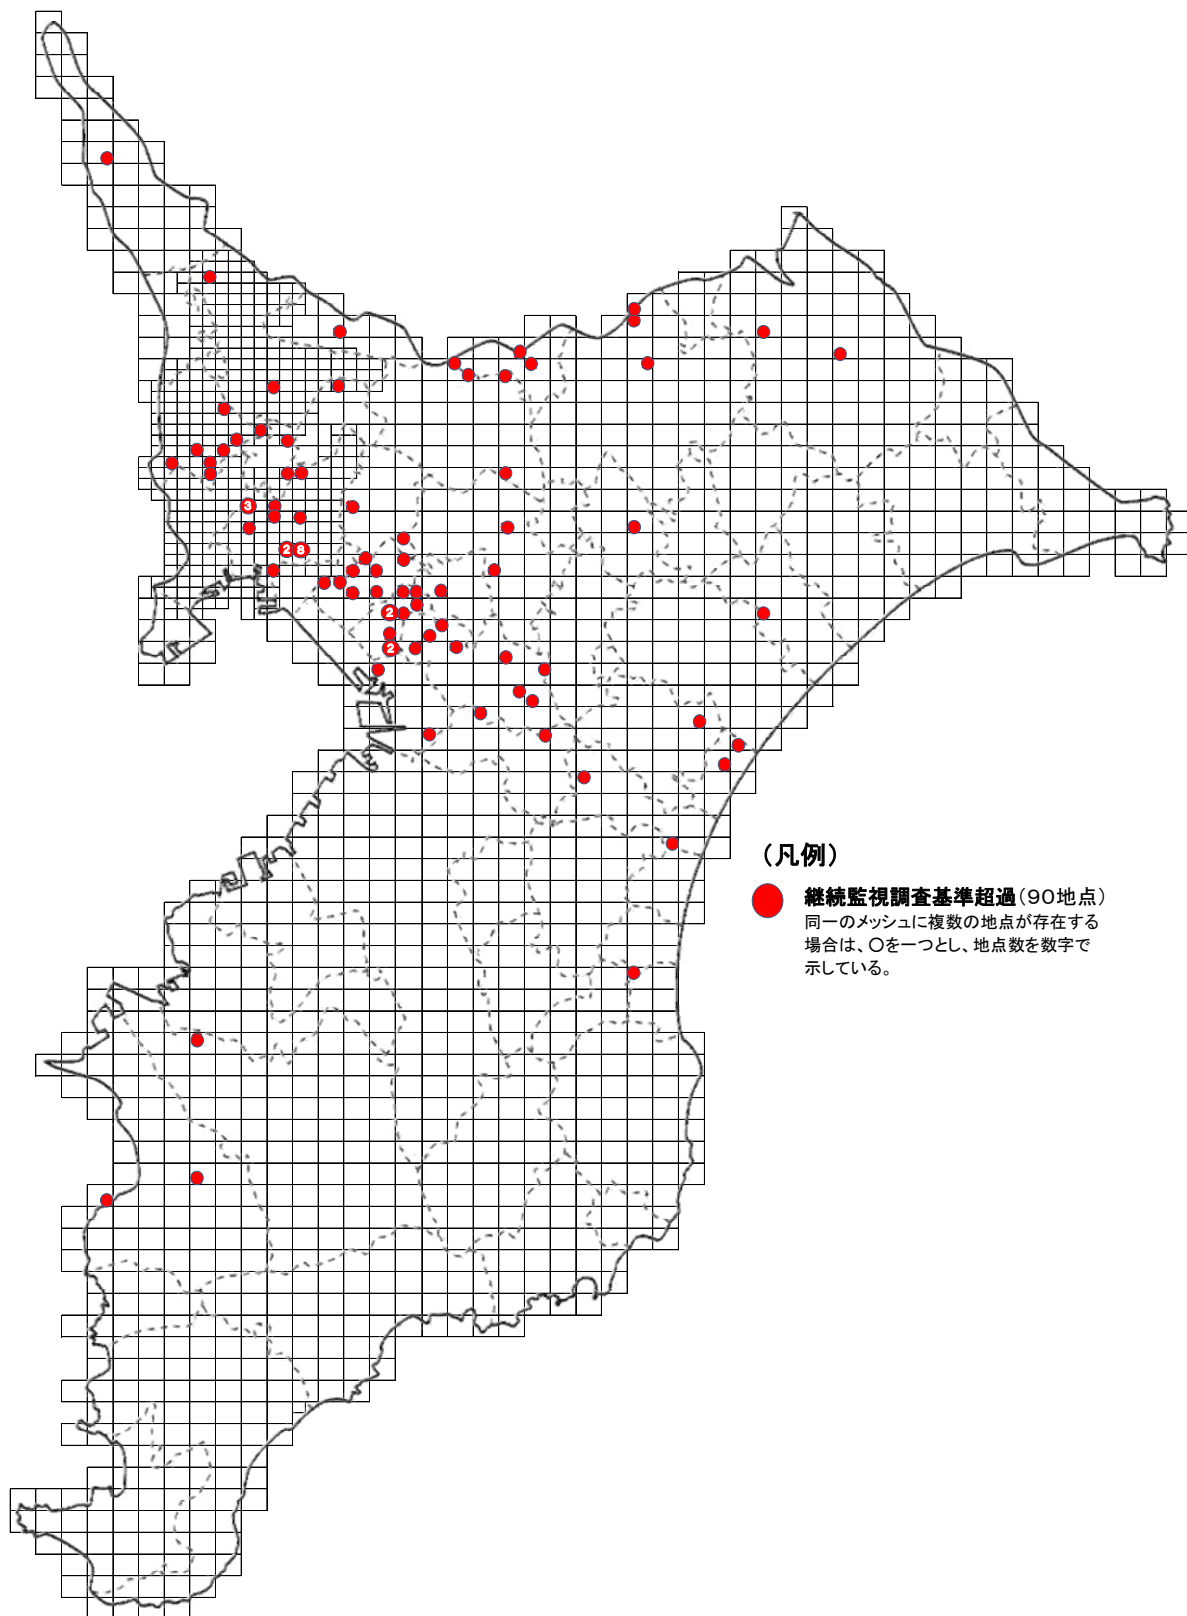 3
2 8
2
2
（凡例）
継続監視調査基準超過（９０地点）
同一のメッシュに複数の地点が存在する
場合は、〇を一つとし、地点数を数字で
示している。